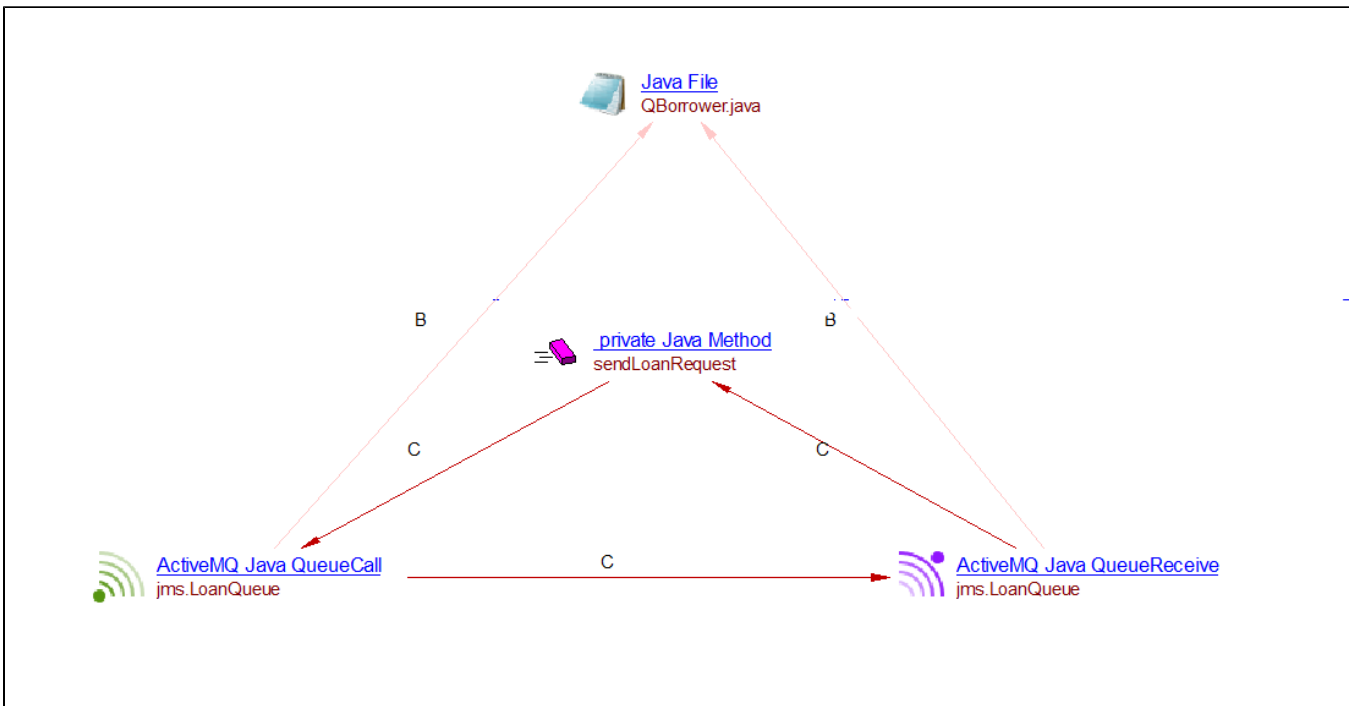 Java File
QBorrower.java
B
B
private Java Method
sendLoanRequest
C
C
ActiveMQ Java QueueCall
jms.LoanQueue
C
ActiveMQ Java QueueReceive
jms.LoanQueue